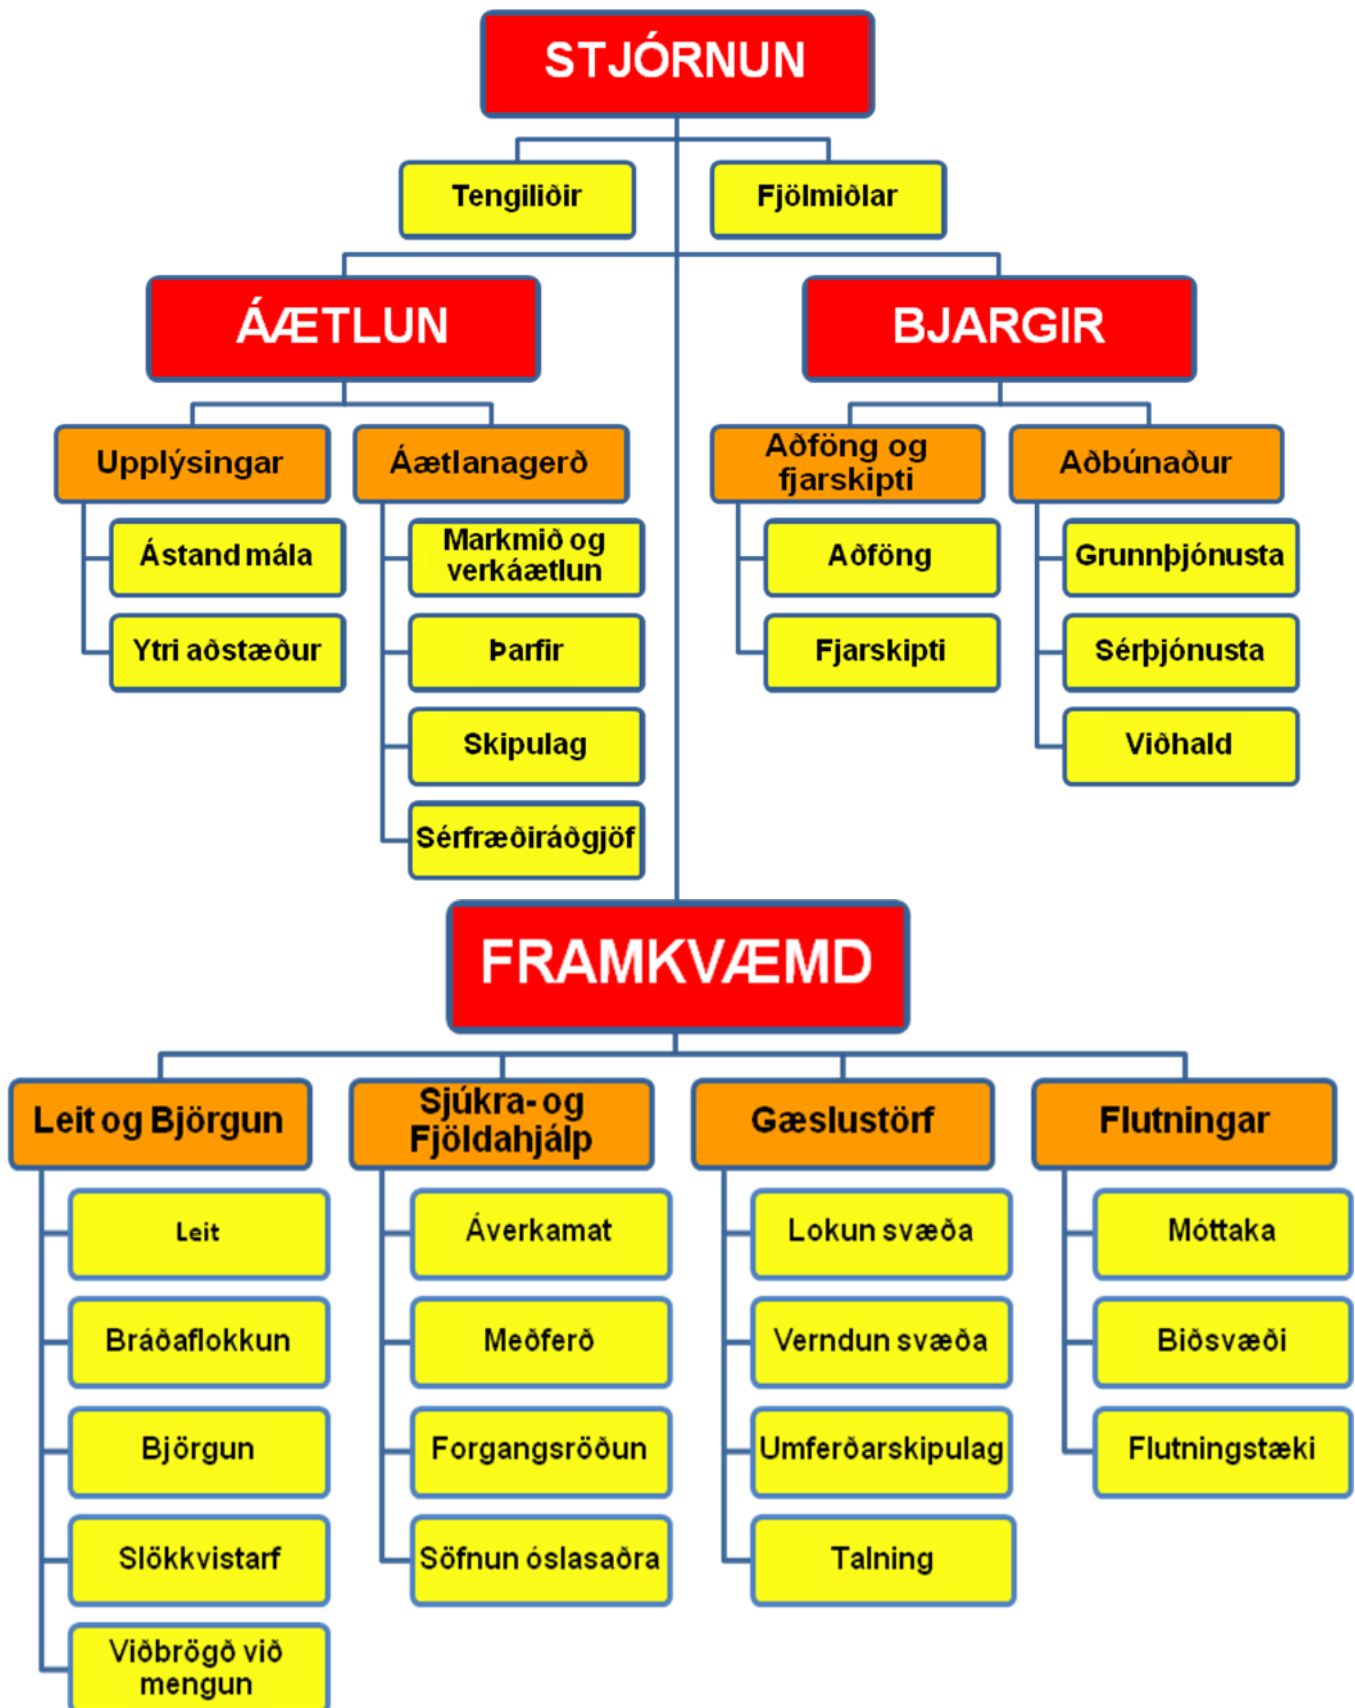 STJÓRNUN
Tengiliðir
Fjölmiðlar
ÁÆTLUN
BJARGIR
Upplýsingar
Ástand mála
Ytri aðstæður
Áætlanagerð
Markmið og
verkáætlun
Þarfir
Skipulag
Sérfræðiráðgjöf
Aðföng og
fjarskipti
Aðföng
Fjarskipti
Aðbúnaður
Grunnþjónusta
Sérþjónusta
Viðhald
FRAMKVÆMD
Leit og Björgun
Leit
Bráðaflokkun
Björgun
Slökkvistarf
Viðbrögð við
mengun
Sjúkra- og
Fjöldahjálp
Áverkamat
Meðferð
Forgangsröðun
Söfnun óslasaðra
Gæslustörf
Lokun svæða
Verndun svæða
Umferðarskipulag
Talning
Flutningar
Móttaka
Biðsvæði
Flutningstæki